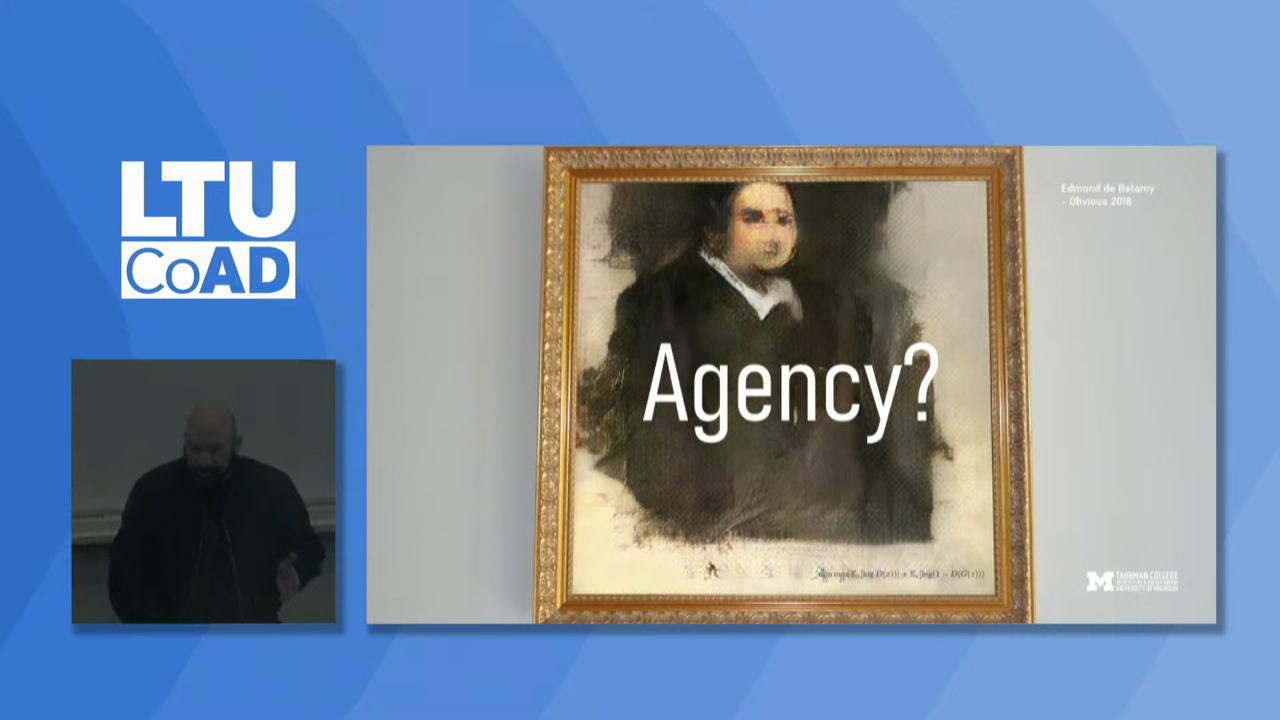 LTU
CoAD
Edmond de Belamy
- Obvious 2018
Agency?
TAUBMAN COLLEGE
UNIVERSITY OF MICHIGAN